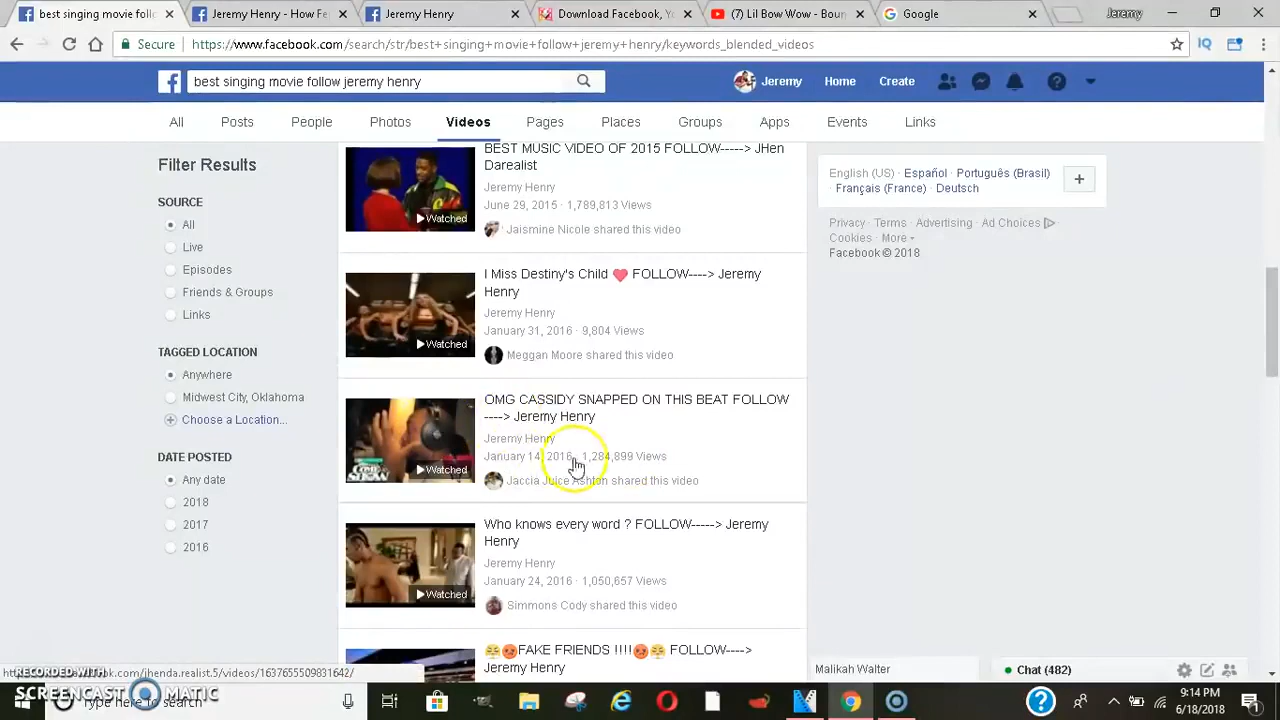 best singing movie follow
Jeremy Henry - How Fe
Jeremy Henry
Download Facebook, Yo
(7) Lil Bow Wow - Boun
Google
Jeremy
Secure
https://www.facebook.com/search/str/best+singing+movie+follow+jeremy+henry/keywords_blended_videos
best singing movie follow jeremy henry
Jeremy
Home
Create
All Posts People Photos Videos Pages Places Groups Apps Events Links
Filter Results
SOURCE
All
Live
Episodes
Friends & Groups
Links
TAGGED LOCATION
Anywhere
Midwest City, Oklahoma
Choose a Location...
DATE POSTED
Any date
2018
2017
2016
BEST MUSIC VIDEO OF 2015 FOLLOW-----> JHen
Darealist
Jeremy Henry
June 29, 2015 · 1,789,813 Views
Jaismine Nicole shared this video
Watched
I Miss Destiny's Child FOLLOW----> Jeremy
Henry
Jeremy Henry
January 31, 2016 · 9,804 Views
Meggan Moore shared this video
Watched
OMG CASSIDY SNAPPED ON THIS BEAT FOLLOW
----> Jeremy Henry
Jeremy Henry
January 14, 2016 · 1,284,899 Views
Jaccia Juice Ashton shared this video
Watched
Who knows every word ? FOLLOW-----> Jeremy
Henry
Jeremy Henry
January 24, 2016 · 1,050,657 Views
Simmons Cody shared this video
Watched
FAKE FRIENDS !!!! FOLLOW---->
Jeremy Henry
English (US) · Español · Português (Brasil)
· Français (France) · Deutsch
Privacy · Terms · Advertising · Ad Choices
Cookies · More
Facebook © 2018
Malikah Walter
Chat (482)
RECORDED WITH
SCREENCAST MATIC
Type here to search
9:14 PM
6/18/2018